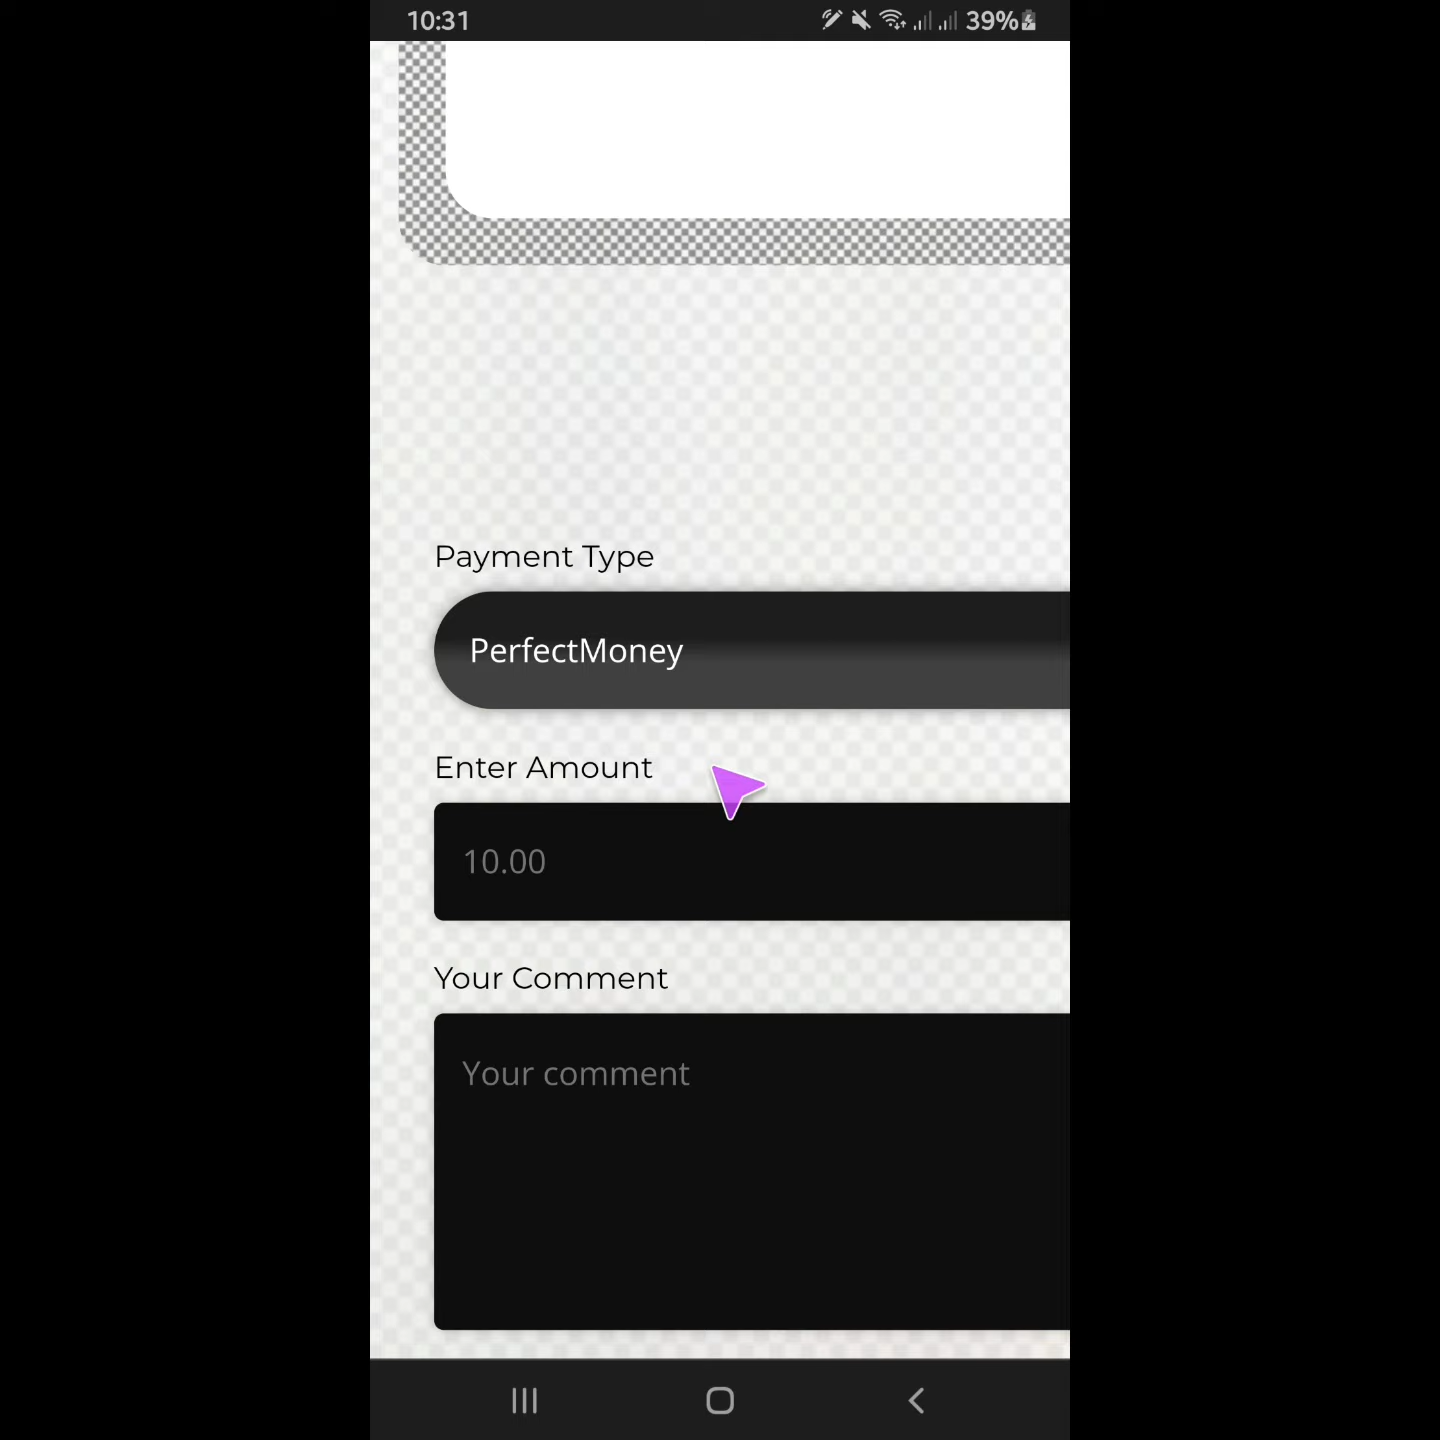 10:31
39%
Payment Type
PerfectMoney
Enter Amount
10.00
Your Comment
Your comment